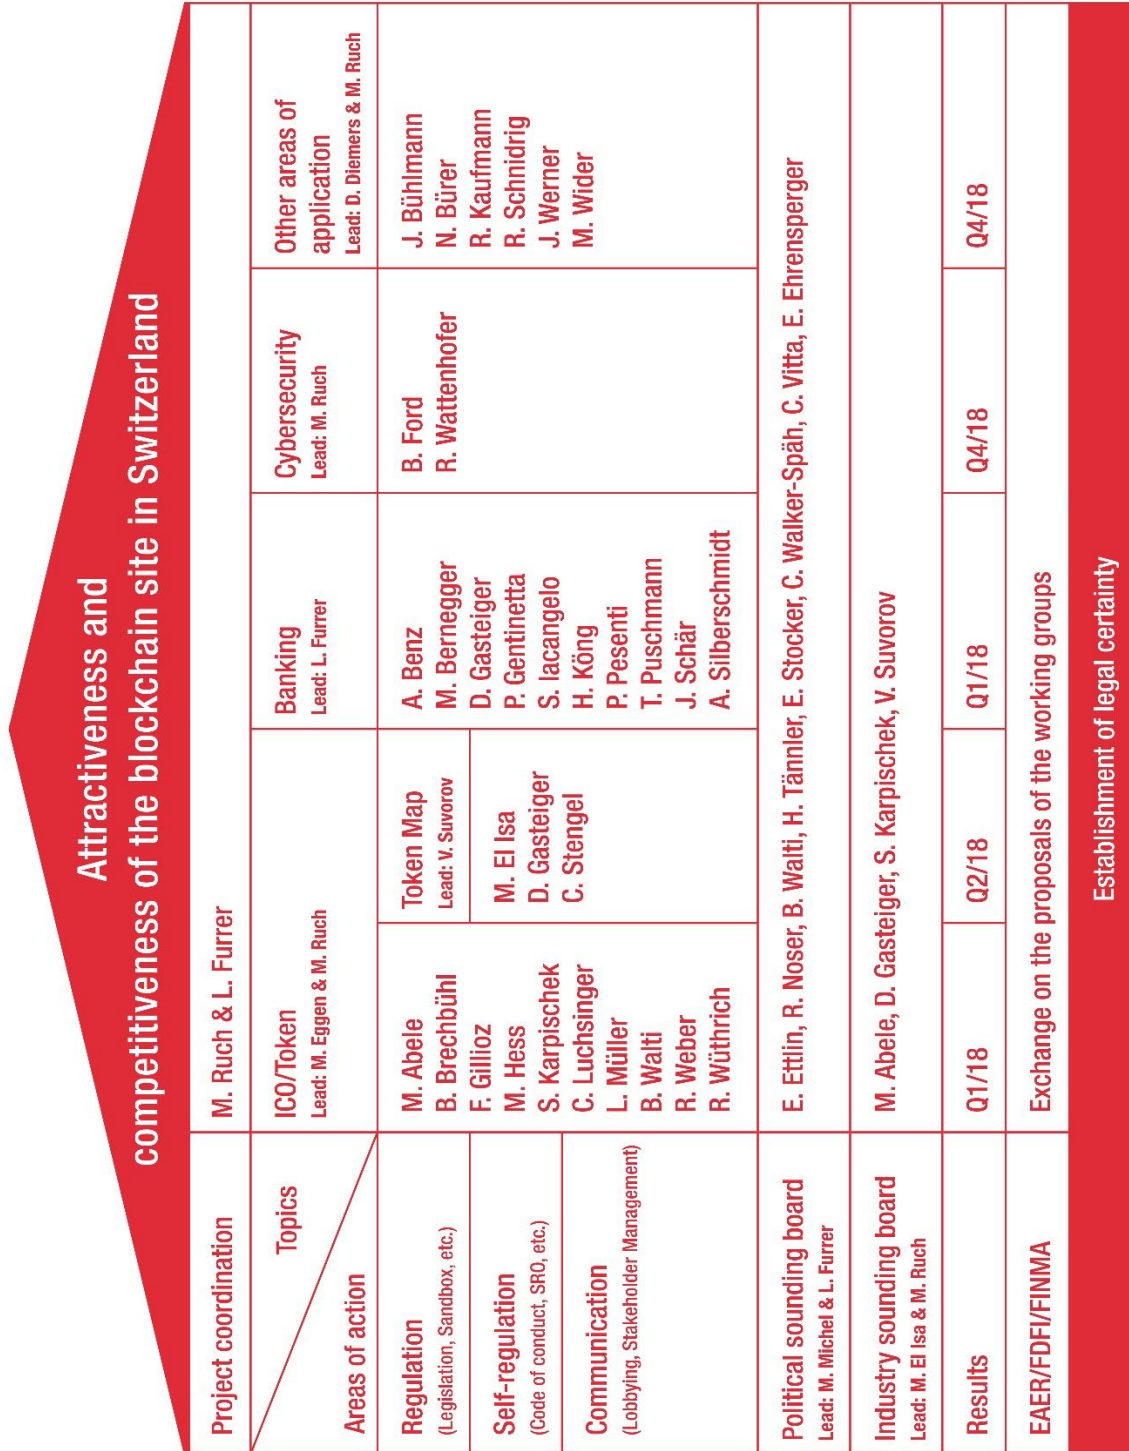 Attractiveness and
competitiveness of the blockchain site in Switzerland
Project coordination
M. Ruch & L. Furrer
Topics
Areas of action
ICO/Token
Lead: M. Eggen & M. Ruch
Banking
Lead: L. Furrer
Cybersecurity
Lead: M. Ruch
Other areas of
application
Lead: D. Diemers & M. Ruch
Regulation
(Legislation, Sandbox, etc.)
Self-regulation
(Code of conduct, SRO, etc.)
Communication
(Lobbying, Stakeholder Management)
M. Abele
B. Brechbühl
F. Gillioz
M. Hess
S. Karpischek
C. Luchsinger
L. Müller
B. Walti
R. Weber
R. Wüthrich
Token Map
Lead: V. Suvorov
M. El Isa
D. Gasteiger
C. Stengel
A. Benz
M. Bernegger
D. Gasteiger
P. Gentinetta
S. Iacangelo
H. Köng
P. Pesenti
T. Puschmann
J. Schär
A. Silberschmidt
B. Ford
R. Wattenhofer
J. Bühlmann
N. Bürer
R. Kaufmann
R. Schnidrig
J. Werner
M. Wider
Political sounding board
Lead: M. Michel & L. Furrer
E. Ettlin, R. Noser, B. Walti, H. Tännler, E. Stocker, C. Walker-Späh, C. Vitta, E. Ehrensperger
Industry sounding board
Lead: M. El Isa & M. Ruch
M. Abele, D. Gasteiger, S. Karpischek, V. Suvorov
Results
Q1/18
Q2/18
Q1/18
Q4/18
Q4/18
EAER/FDFI/FINMA
Exchange on the proposals of the working groups
Establishment of legal certainty